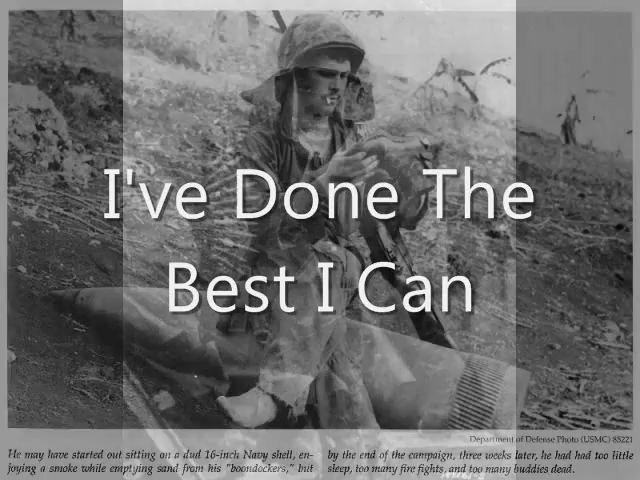 I've Done The
Best I Can
Department of Defense Photo (USMC) 85221
He may have started out sitting on a dud 16-inch Navy shell, en-
joying a smoke while emptying sand from his "boondockers," but
by the end of the campaign, three weeks later, he had had too little
sleep, too many fire fights, and too many buddies dead.